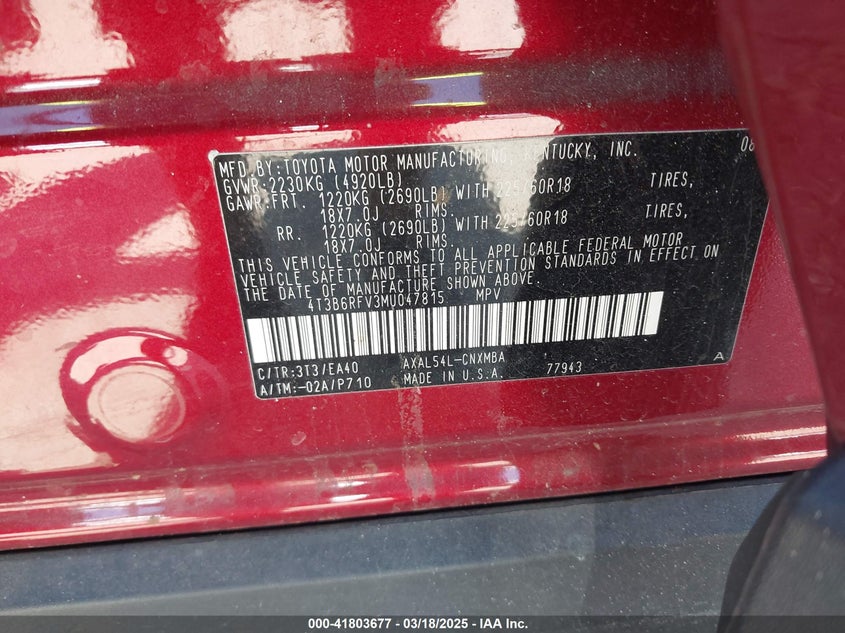 MFD.BY:TOYOTA MOTOR MANUFACTURING, KENTUCKY, INC. 08
GVWR:2230KG (4920LB)
GAWR:FRT. 1220KG (2690LB) WITH 225/60R18 TIRES,
18X7.0J RIMS.
RR. 1220KG (2690LB) WITH 225/60R18 TIRES,
18X7.0J RIMS.
THIS VEHICLE CONFORMS TO ALL APPLICABLE FEDERAL MOTOR
VEHICLE SAFETY AND THEFT PREVENTION STANDARDS IN EFFECT ON
THE DATE OF MANUFACTURE SHOWN ABOVE.
4T3B6RFV3MU047815 MPV
C/TR:3T3/EA40 AXAL54L-CNXMBA A
A/TM:-02A/P710 MADE IN U.S.A. 77943
000-41803677 - 03/18/2025 - IAAInc.